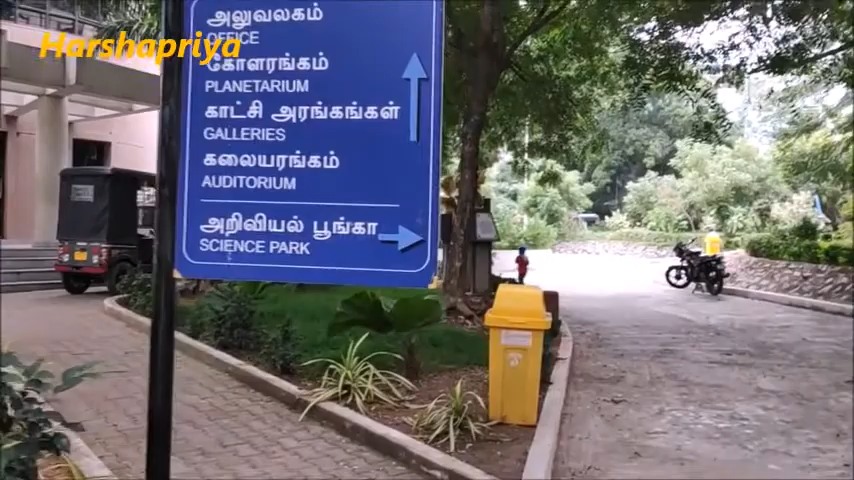 Harshapriya
அலுவலகம்
OFFICE
கோளரங்கம்
PLANETARIUM
காட்சி அரங்கங்கள்
GALLERIES
கலையரங்கம்
AUDITORIUM
அறிவியல் பூங்கா
SCIENCE PARK